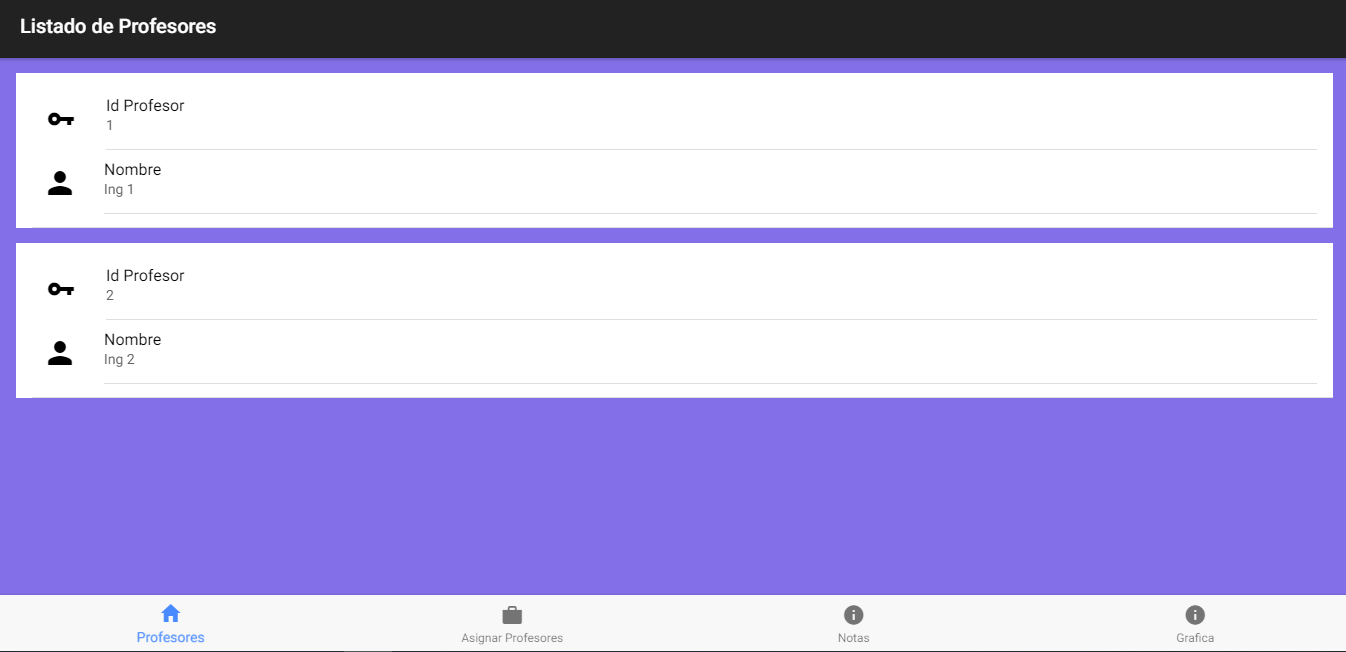 Listado de Profesores
Id Profesor
1
Nombre
Ing 1
Id Profesor
2
Nombre
Ing 2
Profesores
Asignar Profesores
Notas
Grafica